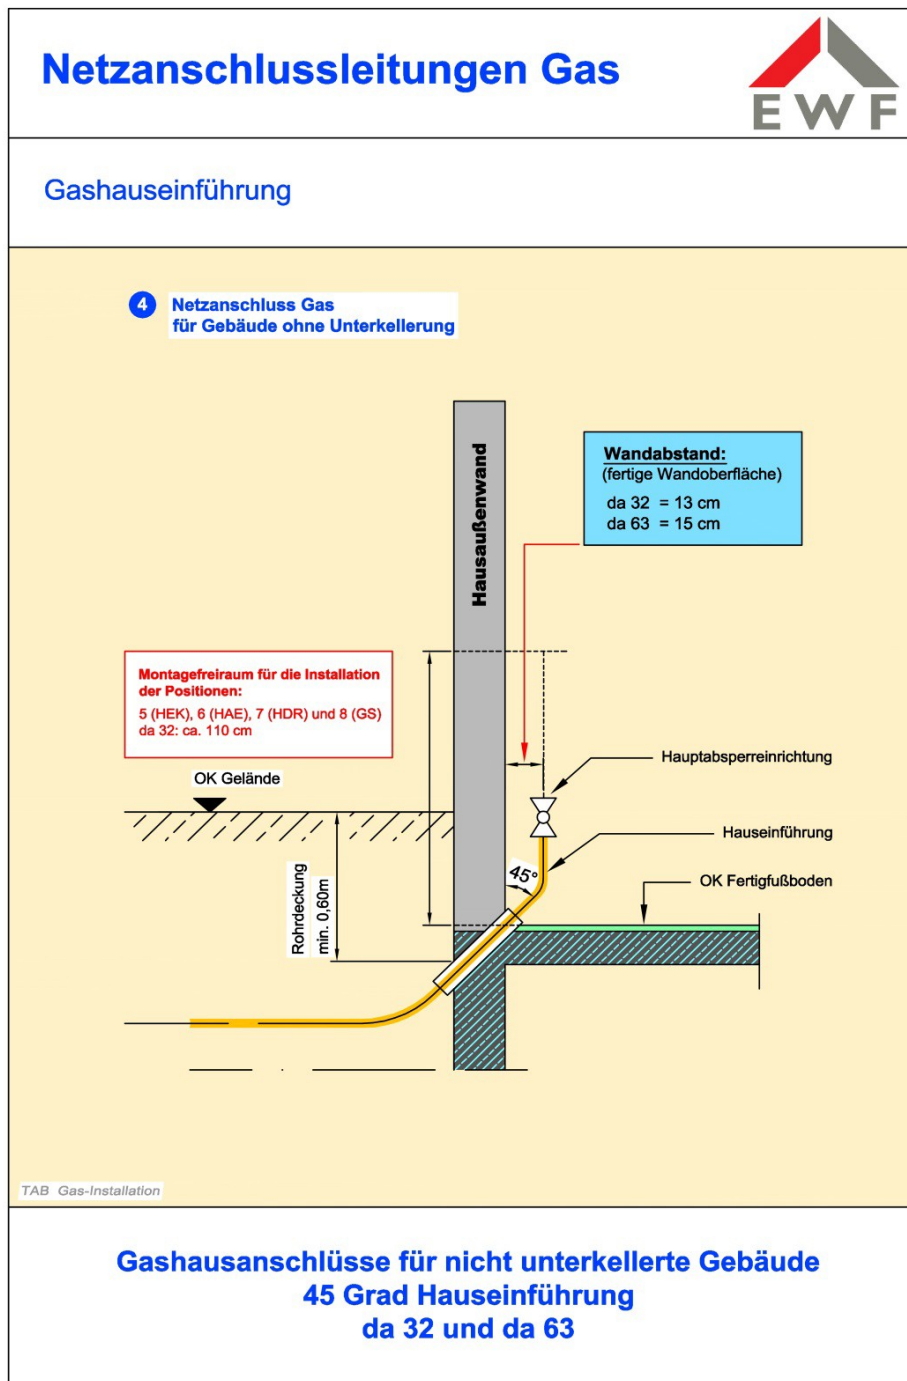 Netzanschlussleitungen Gas
EWF
Gashauseinführung
4 Netzanschluss Gas
für Gebäude ohne Unterkellerung
Hausaußenwand
Wandabstand:
(fertige Wandoberfläche)
da 32 = 13 cm
da 63 = 15 cm
Montagefreiraum für die Installation
der Positionen:
5 (HEK), 6 (HAE), 7 (HDR) und 8 (GS)
da 32: ca. 110 cm
OK Gelände
Hauptabsperreinrichtung
Hauseinführung
45°
OK Fertigfußboden
Rohrdeckung
min. 0,60m
TAB Gas-Installation
Gashausanschlüsse für nicht unterkellerte Gebäude
45 Grad Hauseinführung
da 32 und da 63